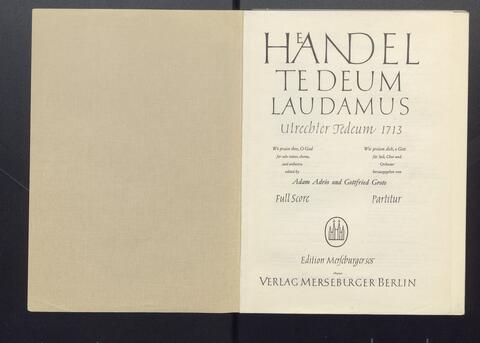 HÆNDEL
TE DEUM
LAUDAMUS
Utrechter Tedeum 1713
We praise thee, O God
for solo voices, chorus,
and orchestra
edited by
Wir preisen dich, o Gott
für Soli, Chor und
Orchester
herausgegeben von
Adam Adrio und Gottfried Grote
Full Score Partitur
Edition Merseburger 505
VERLAG MERSEBURGER BERLIN